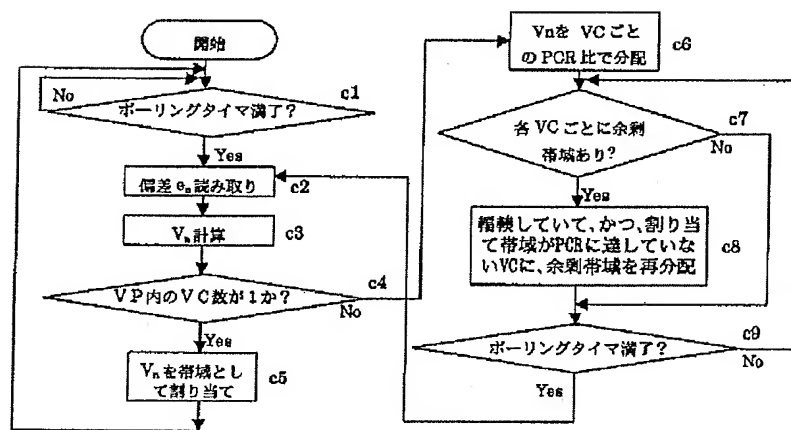 開始
No
c1
ポーリングタイマ満了?
Yes
偏差en読み取り
c2
Vn計算
c3
VP内のVC数が1か?
c4
No
Yes
Vnを帯域とし
て割り当て
c5
Vnを VCごと
のPCR比で分配
c6
各VCごとに余剰
帯域あり?
c7
No
Yes
輻輳していて、かつ、割り当
て帯域がPCRに達していな
いVCに、余剰帯域を再分配
c8
ポーリングタイマ満了?
c9
No
Yes